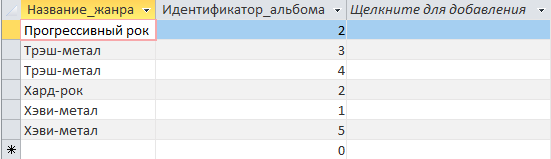 Название_жанра Идентификатор_альбома Щелкните для добавления
Прогрессивный рок 2
Трэш-метал 3
Трэш-метал 4
Хард-рок 2
Хэви-метал 1
Хэви-метал 5
0